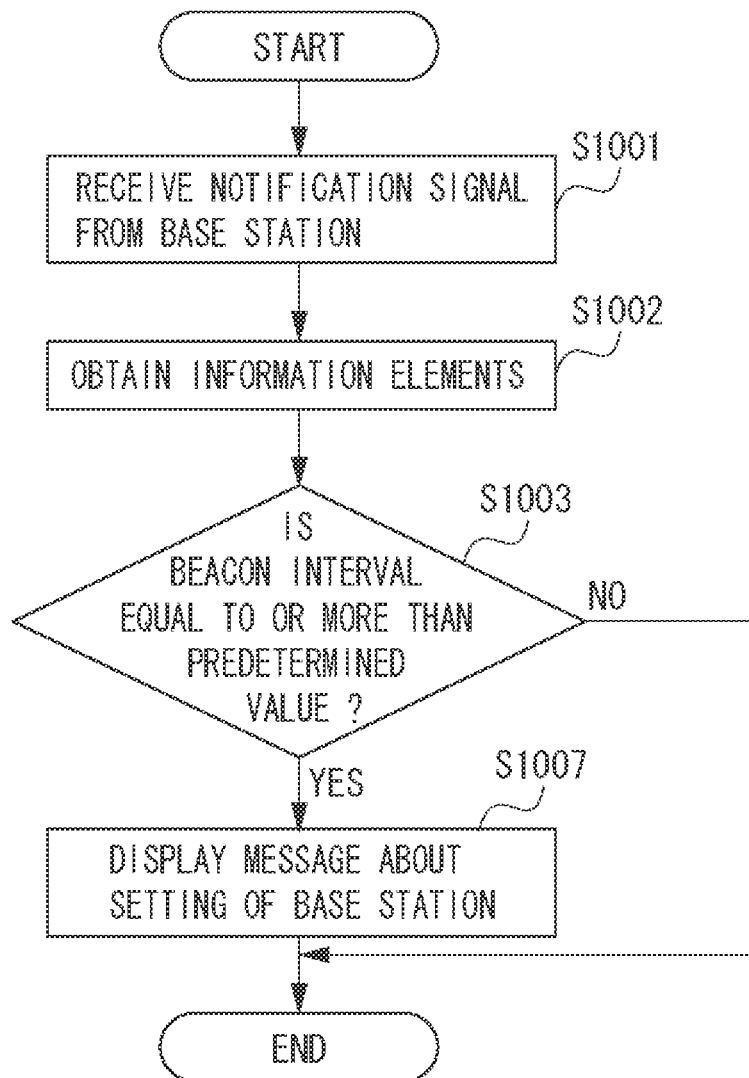 START
S1001
RECEIVE NOTIFICATION SIGNAL
FROM BASE STATION
S1002
OBTAIN INFORMATION ELEMENTS
S1003
IS
BEACON INTERVAL
EQUAL TO OR MORE THAN
PREDETERMINED
VALUE ?
NO
YES
S1007
DISPLAY MESSAGE ABOUT
SETTING OF BASE STATION
END